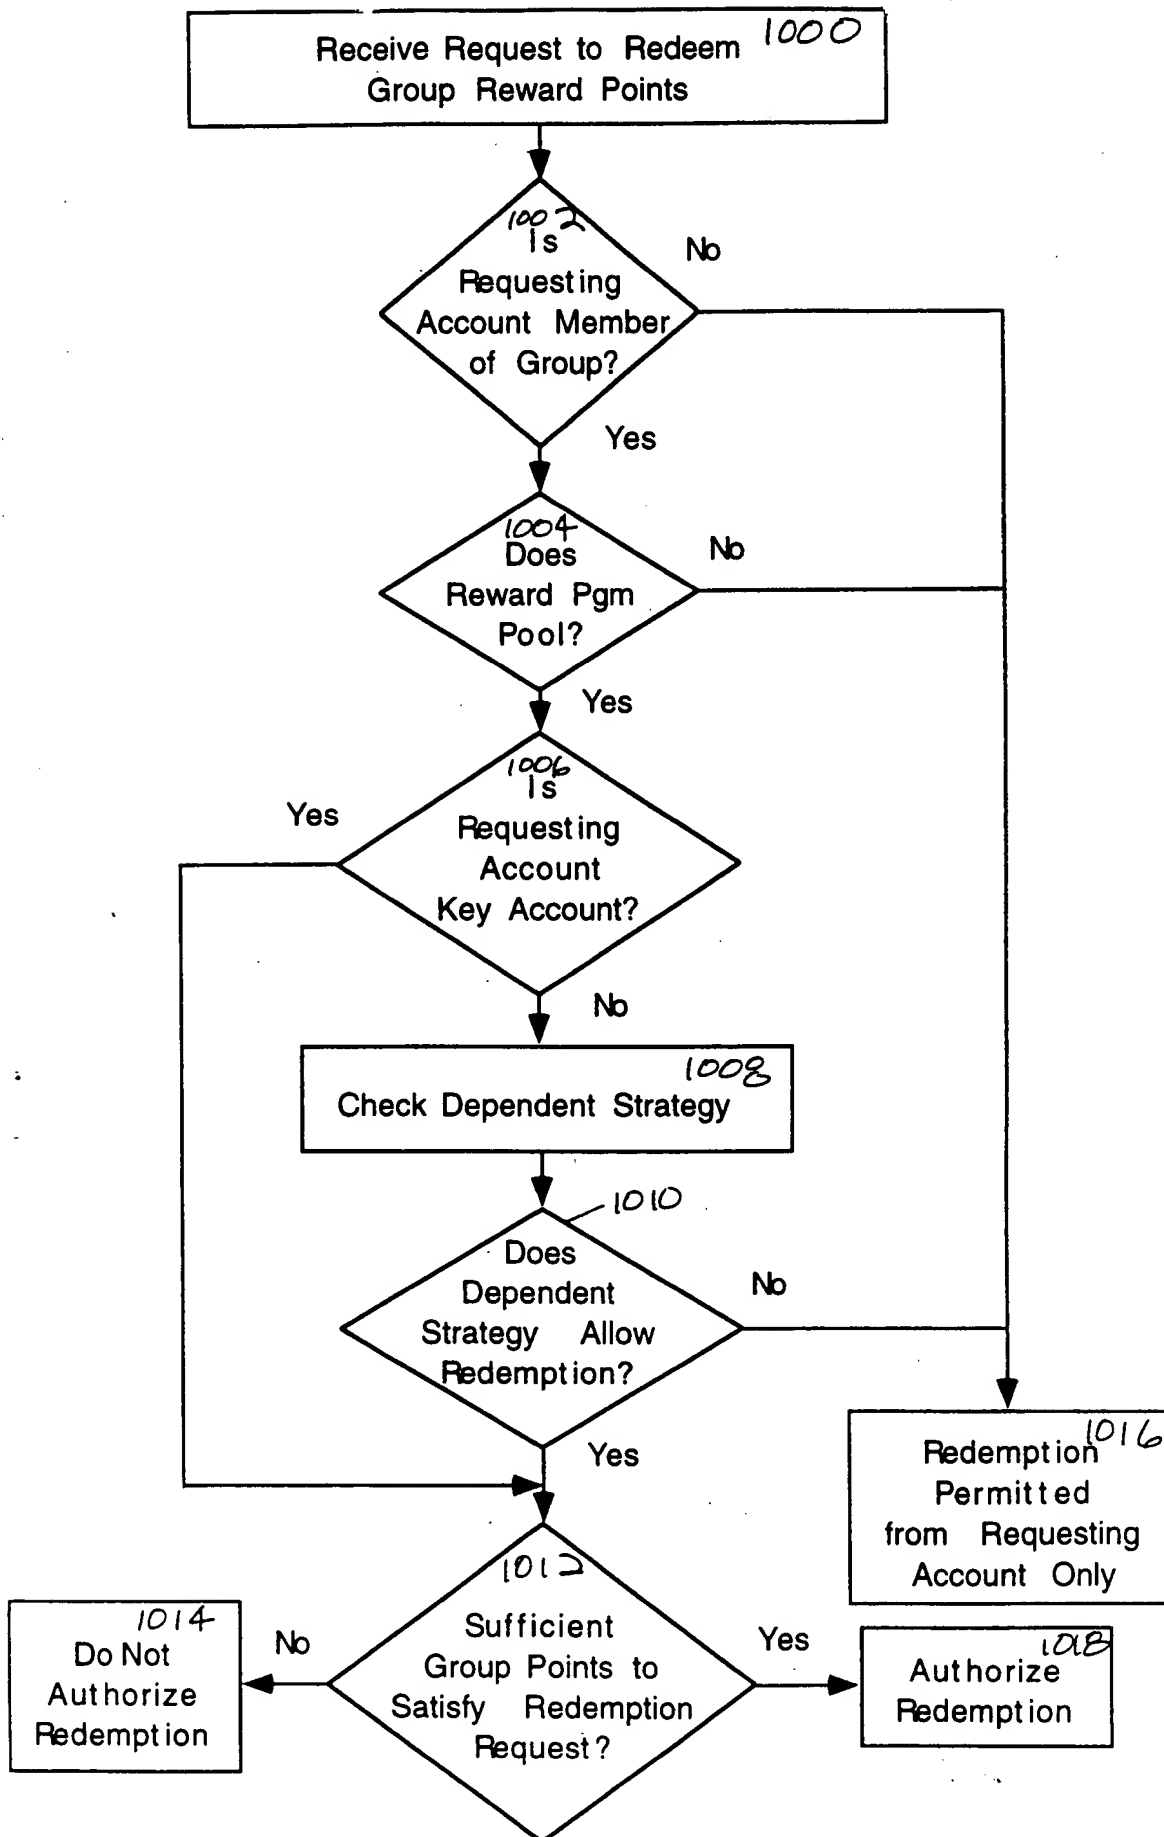 1000
Receive Request to Redeem
Group Reward Points
1002
Is
Requesting
Account Member
of Group?
No
Yes
1004
Does
Reward Pgm
Pool?
No
Yes
1006
Is
Requesting
Account
Key Account?
Yes
No
1008
Check Dependent Strategy
1010
Does
Dependent
Strategy Allow
Redemption?
No
Yes
1016
Redemption
Permitted
from Requesting
Account Only
1012
Sufficient
Group Points to
Satisfy Redemption
Request?
No
Yes
1014
Do Not
Authorize
Redemption
1018
Authorize
Redemption